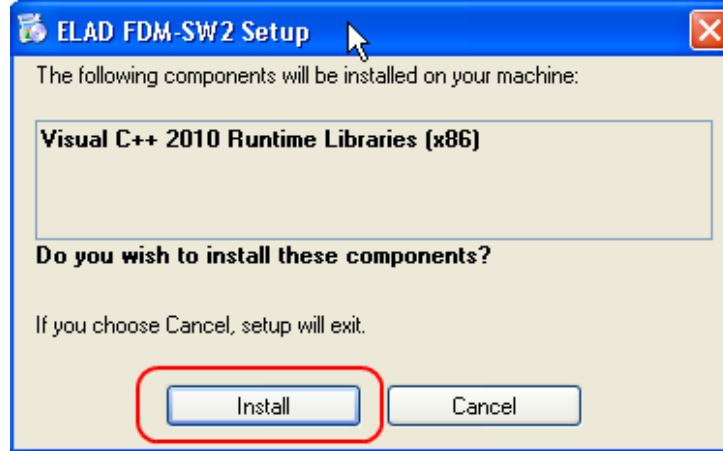 ELAD FDM-SW2 Setup
The following components will be installed on your machine:
Visual C++ 2010 Runtime Libraries (x86)
Do you wish to install these components?
If you choose Cancel, setup will exit.
Install Cancel